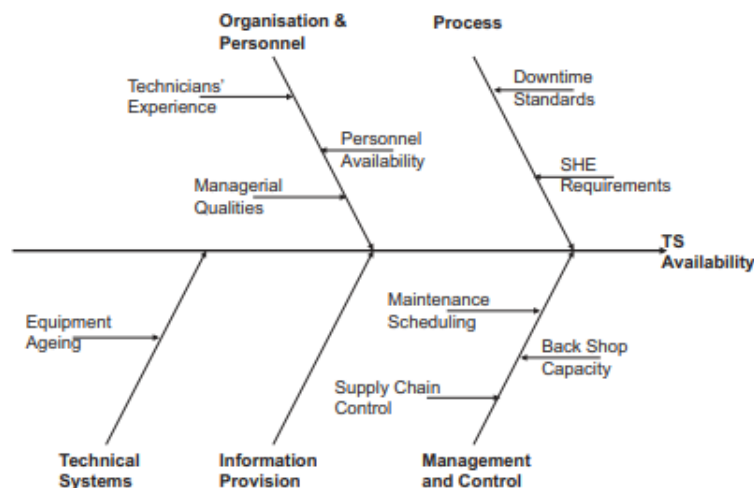 Organisation &
Personnel
Process
Technicians'
Experience
Downtime
Standards
Personnel
Availability
SHE
Requirements
Managerial
Qualities
TS
Availability
Maintenance
Scheduling
Equipment
Ageing
Back Shop
Capacity
Supply Chain
Control
Technical
Systems
Information
Provision
Management
and Control